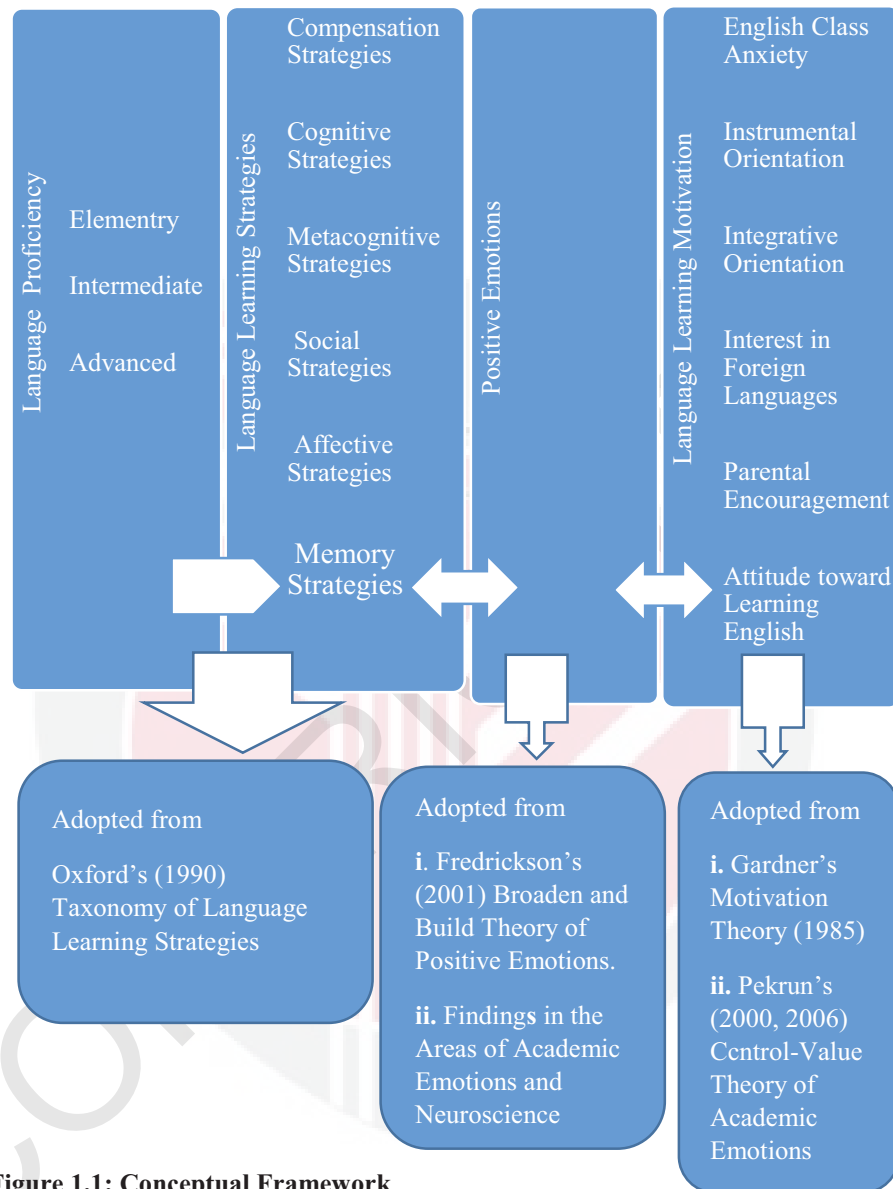 Language Proficiency
Elementry
Intermediate
Advanced
Language Learning Strategies
Compensation
Strategies
Cognitive
Strategies
Metacognitive
Strategies
Social
Strategies
Affective
Strategies
Memory
Strategies
Positive Emotions
Language Learning Motivation
English Class
Anxiety
Instrumental
Orientation
Integrative
Orientation
Interest in
Foreign
Languages
Parental
Encouragement
Attitude toward
Learning
English
Adopted from
Oxford’s (1990)
Taxonomy of Language
Learning Strategies
Adopted from
i. Fredrickson’s
(2001) Broaden and
Build Theory of
Positive Emotions.
ii. Findings in the
Areas of Academic
Emotions and
Neuroscience
Adopted from
i. Gardner’s
Motivation
Theory (1985)
ii. Pekrun’s
(2000, 2006)
Ccntrol-Value
Theory of
Academic
Emotions
Figure 1.1: Conceptual Framework